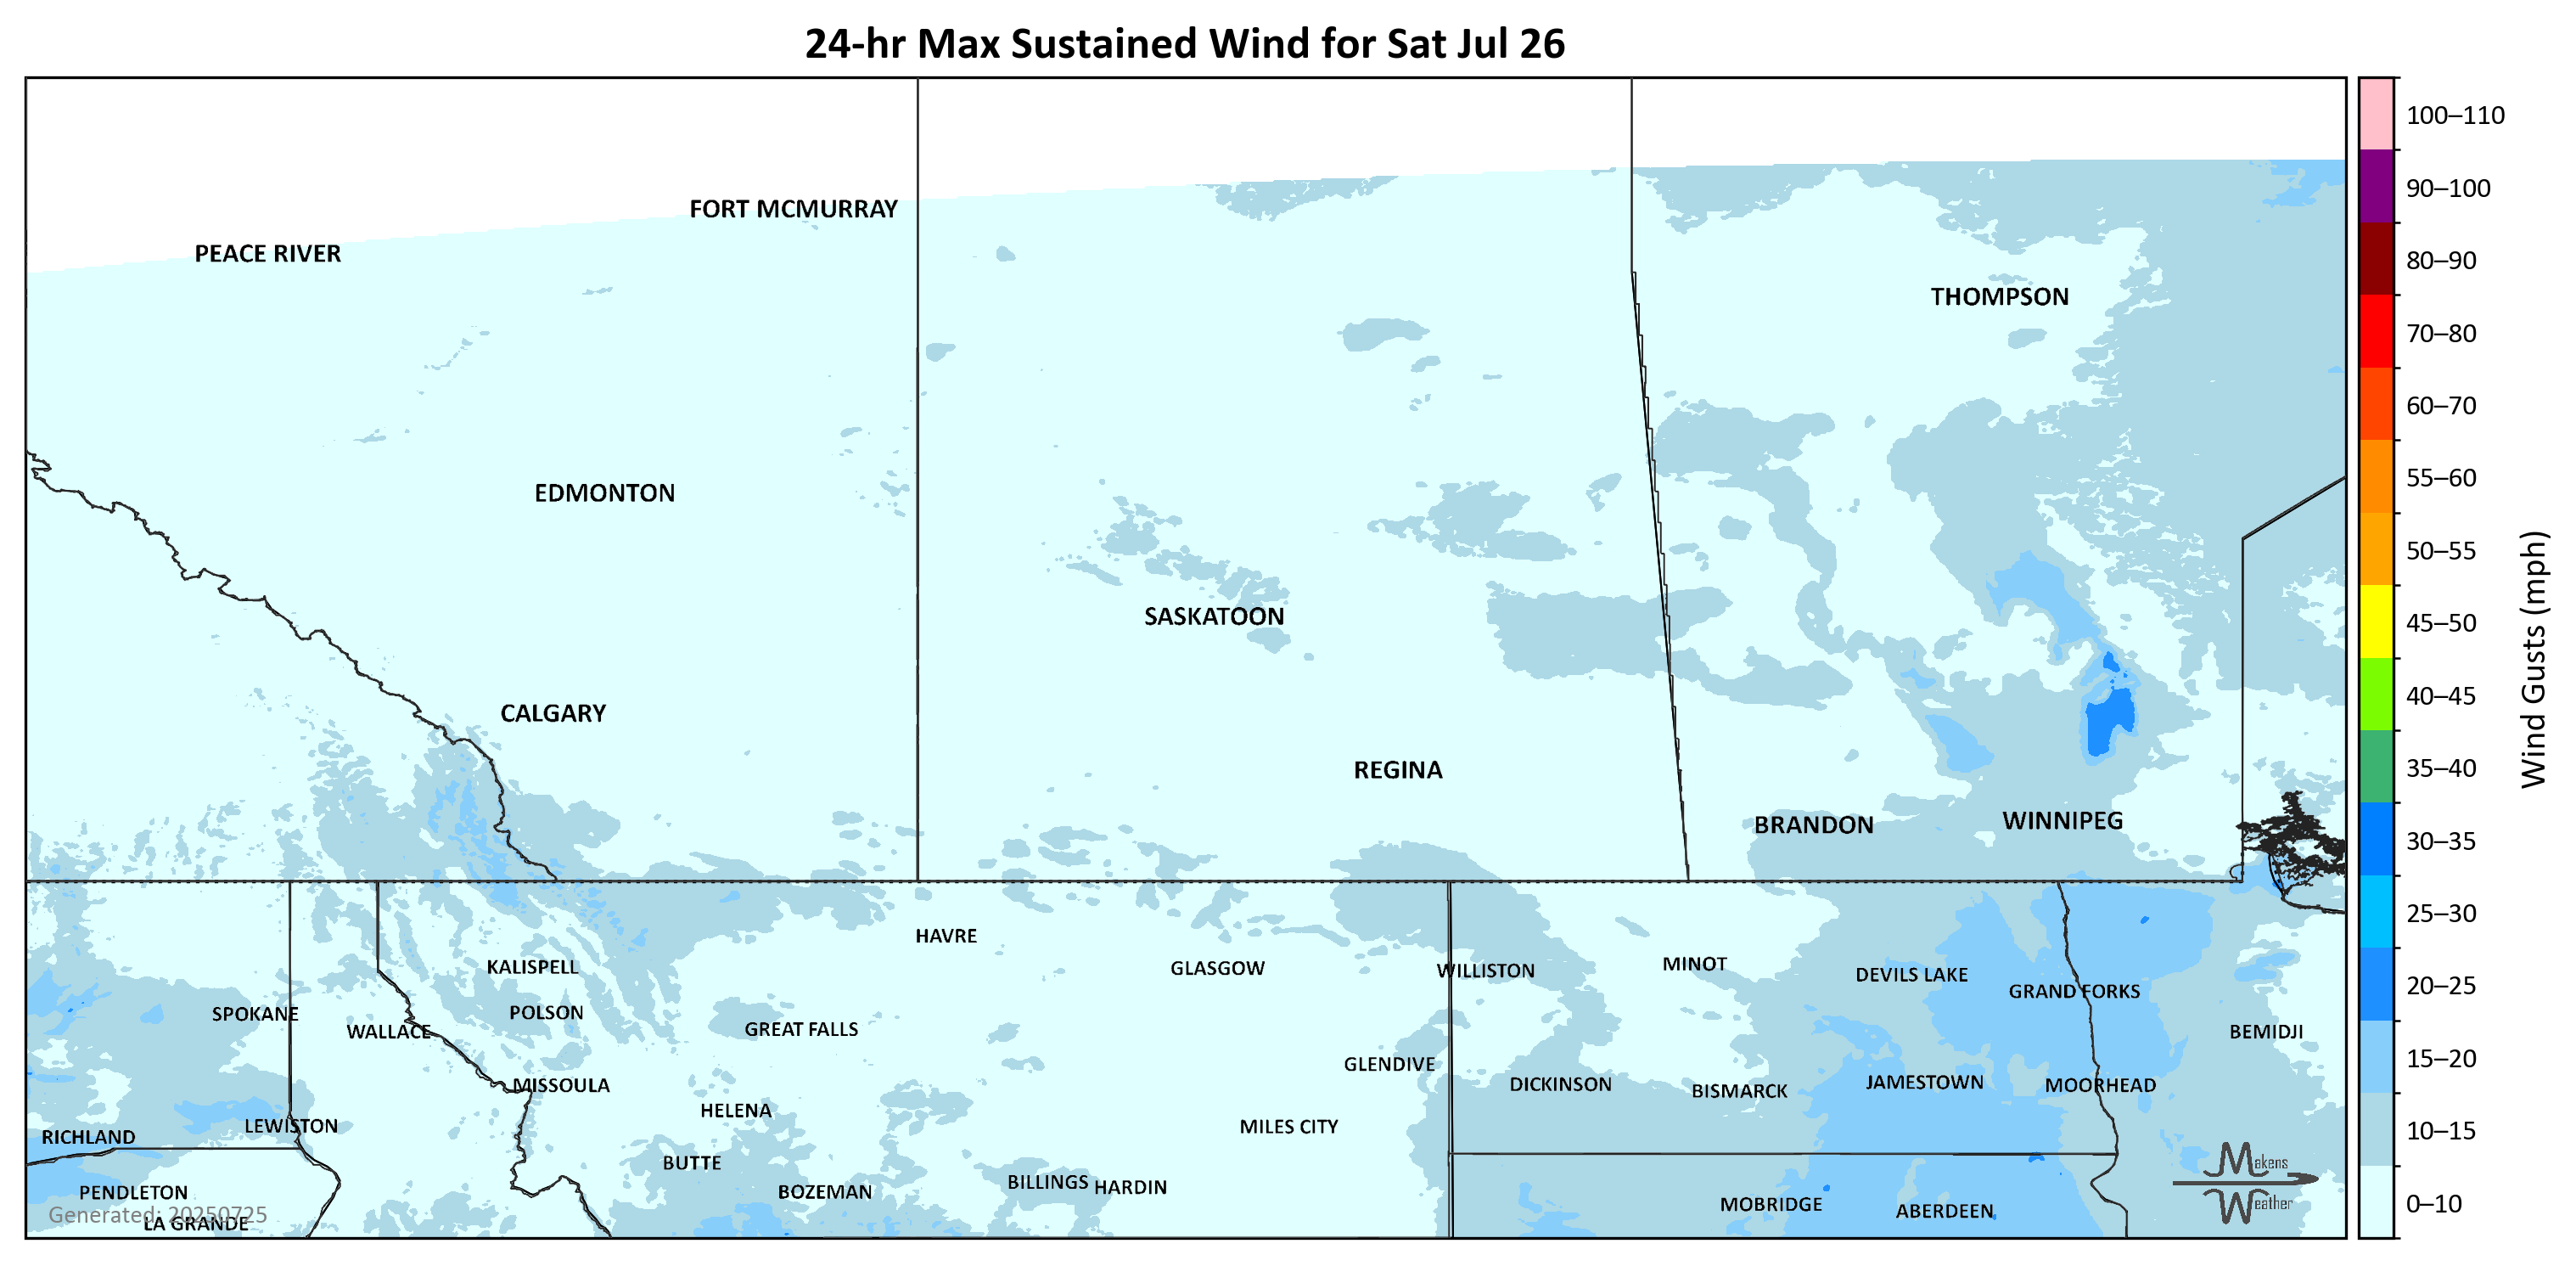 24-hr Max Sustained Wind for Sat Jul 26
100–110
90–100
80–90
70–80
60–70
55–60
50–55
45–50
40–45
35–40
30–35
25–30
20–25
15–20
10–15
0–10
Wind Gusts (mph)
FORT MCMURRAY
PEACE RIVER
THOMPSON
EDMONTON
SASKATOON
CALGARY
REGINA
BRANDON
WINNIPEG
HAVRE
KALISPELL
GLASGOW
WILLISTON
MINOT
DEVILS LAKE
GRAND FORKS
SPOKANE
POLSON
WALLACE
GREAT FALLS
BEMIDJI
GLENDIVE
MISSOULA
DICKINSON
BISMARCK
JAMESTOWN
MOORHEAD
HELENA
LEWISTON
MILES CITY
RICHLAND
BUTTE
BOZEMAN
BILLINGS
HARDIN
PENDLETON
MOBRIDGE
ABERDEEN
Generated: 20250725
LA GRANDE
Makens
Weather